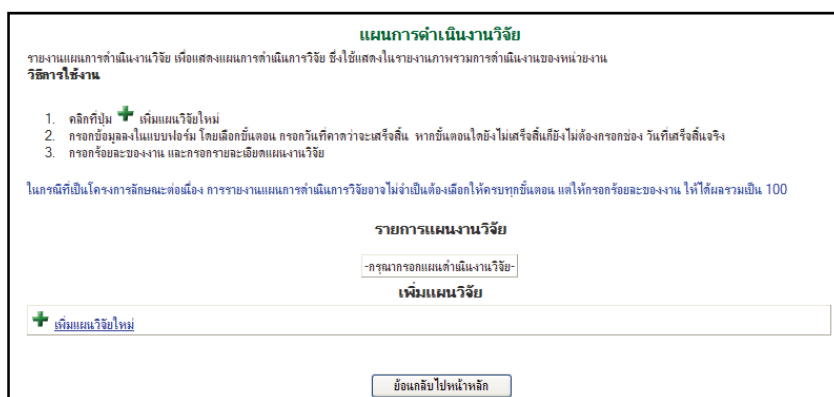 แผนการดำเนินงานวิจัย
รายงานแผนการดำเนินงานวิจัย เพื่อแสดงแผนการดำเนินการวิจัย ซึ่งใช้แสดงในรายงานภาพรวมการดำเนินงานของหน่วยงาน
วิธีการใช้งาน
1. คลิกที่ปุ่ม เพิ่มแผนวิจัยใหม่
2. กรอกข้อมูลลงในแบบฟอร์ม โดยเลือกขั้นตอน กรอกวันที่คาดว่าจะเสร็จสิ้น หากขั้นตอนใดยังไม่เสร็จสิ้นก็ยังไม่ต้องกรอกช่อง วันที่เสร็จสิ้นจริง
3. กรอกร้อยละของงาน และกรอกรายละเอียดแผนงานวิจัย
ในกรณีที่เป็นโครงการลักษณะต่อเนื่อง การรายงานแผนการดำเนินการวิจัยอาจไม่จำเป็นต้องเลือกให้ครบทุกขั้นตอน แต่ให้กรอกร้อยละของงาน ให้ได้ผลรวมเป็น 100
รายการแผนงานวิจัย
-กรุณากรอกแผนดำเนินงานวิจัย-
เพิ่มแผนวิจัย
เพิ่มแผนวิจัยใหม่
ย้อนกลับไปหน้าหลัก